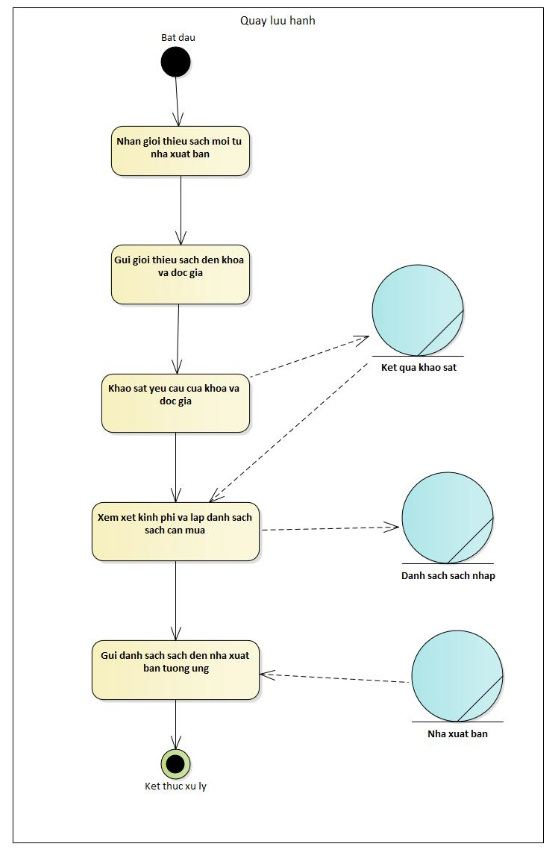 Quay luu hanh
Bat dau
Nhan gioi thieu sach moi tu
nha xuat ban
Gui gioi thieu sach den khoa
va doc gia
Khao sat yeu cau cua khoa va
doc gia
Ket qua khao sat
Xem xet kinh phi va lap danh sach
sach can mua
Danh sach sach nhap
Gui danh sach sach den nha xuat
ban tuong ung
Nha xuat ban
Ket thuc xu ly